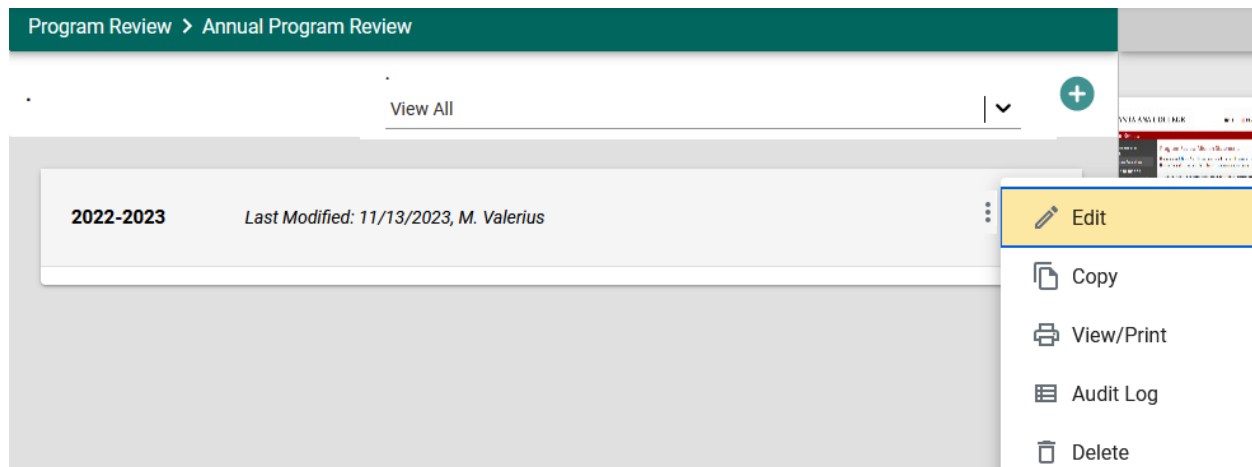 Program Review > Annual Program Review
View All
2022-2023 Last Modified: 11/13/2023, M. Valerius
Edit
Copy
View/Print
Audit Log
Delete